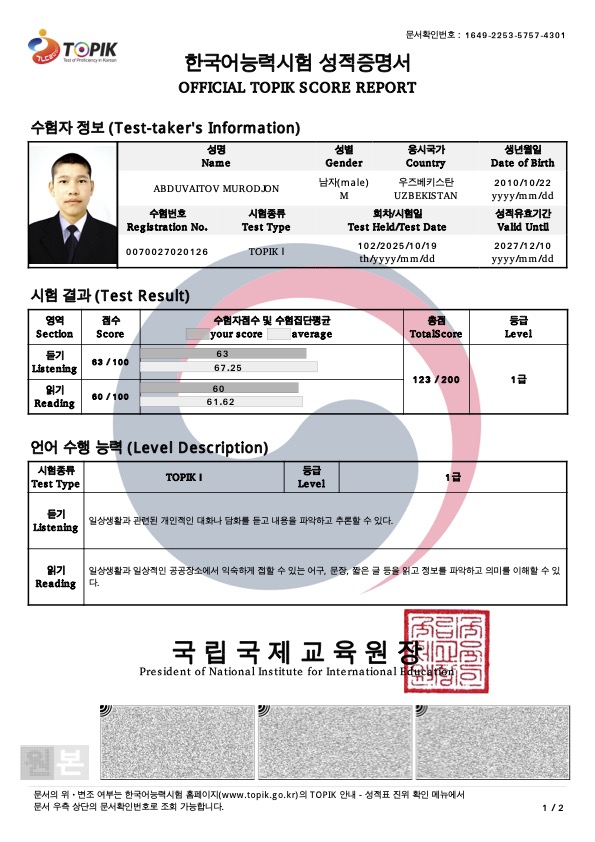 문서확인번호 : 1649-2253-5757-4301
TOPIK
Test of Proficiency in Korean
한국어능력시험 성적증명서
OFFICIAL TOPIK SCORE REPORT
수험자 정보 (Test-taker's Information)
성명 성별 응시국가 생년월일
Name Gender Country Date of Birth
ABDUVAITOV MURODJON 남자(male) 우즈베키스탄 2010/10/22
M UZBEKISTAN yyyy/mm/dd
수험번호 시험종류 회차/시험일 성적유효기간
Registration No. Test Type Test Held/Test Date Valid Until
0070027020126 TOPIK I 102/2025/10/19 2027/12/10
th/yyyy/mm/dd yyyy/mm/dd
시험 결과 (Test Result)
영역 점수 수험자점수 및 수험집단평균 총점 등급
Section Score your score average TotalScore Level
듣기 63 / 100 63
Listening 67.25
123 / 200 1급
읽기 60 / 100 60
Reading 61.62
언어 수행 능력 (Level Description)
시험종류 TOPIK I 등급 1급
Test Type Level
듣기
Listening
일상생활과 관련된 개인적인 대화나 담화를 듣고 내용을 파악하고 추론할 수 있다.
읽기
Reading
일상생활과 일상적인 공공장소에서 익숙하게 접할 수 있는 어구, 문장, 짧은 글 등을 읽고 정보를 파악하고 의미를 이해할 수 있
다.
국립국제교육원장
President of National Institute for International Education
원본
문서의 위・변조 여부는 한국어능력시험 홈페이지(www.topik.go.kr)의 TOPIK 안내 - 성적표 진위 확인 메뉴에서
문서 우측 상단의 문서확인번호로 조회 가능합니다.
1 / 2